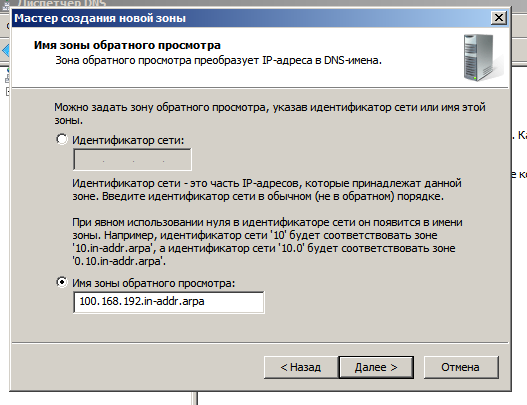 Диспетчер DNS
Мастер создания новой зоны
Имя зоны обратного просмотра
Зона обратного просмотра преобразует IP-адреса в DNS-имена.
Можно задать зону обратного просмотра, указав идентификатор сети или имя этой
зоны.
Идентификатор сети:
. . .
Идентификатор сети - это часть IP-адресов, которые принадлежат данной
зоне. Введите идентификатор сети в обычном (не в обратном) порядке.
При явном использовании нуля в идентификаторе сети он появится в имени
зоны. Например, идентификатор сети '10' будет соответствовать зоне
'10.in-addr.arpa', а идентификатор сети '10.0' будет соответствовать зоне
'0.10.in-addr.arpa'.
Имя зоны обратного просмотра:
100.168.192.in-addr.arpa
< Назад
Далее >
Отмена